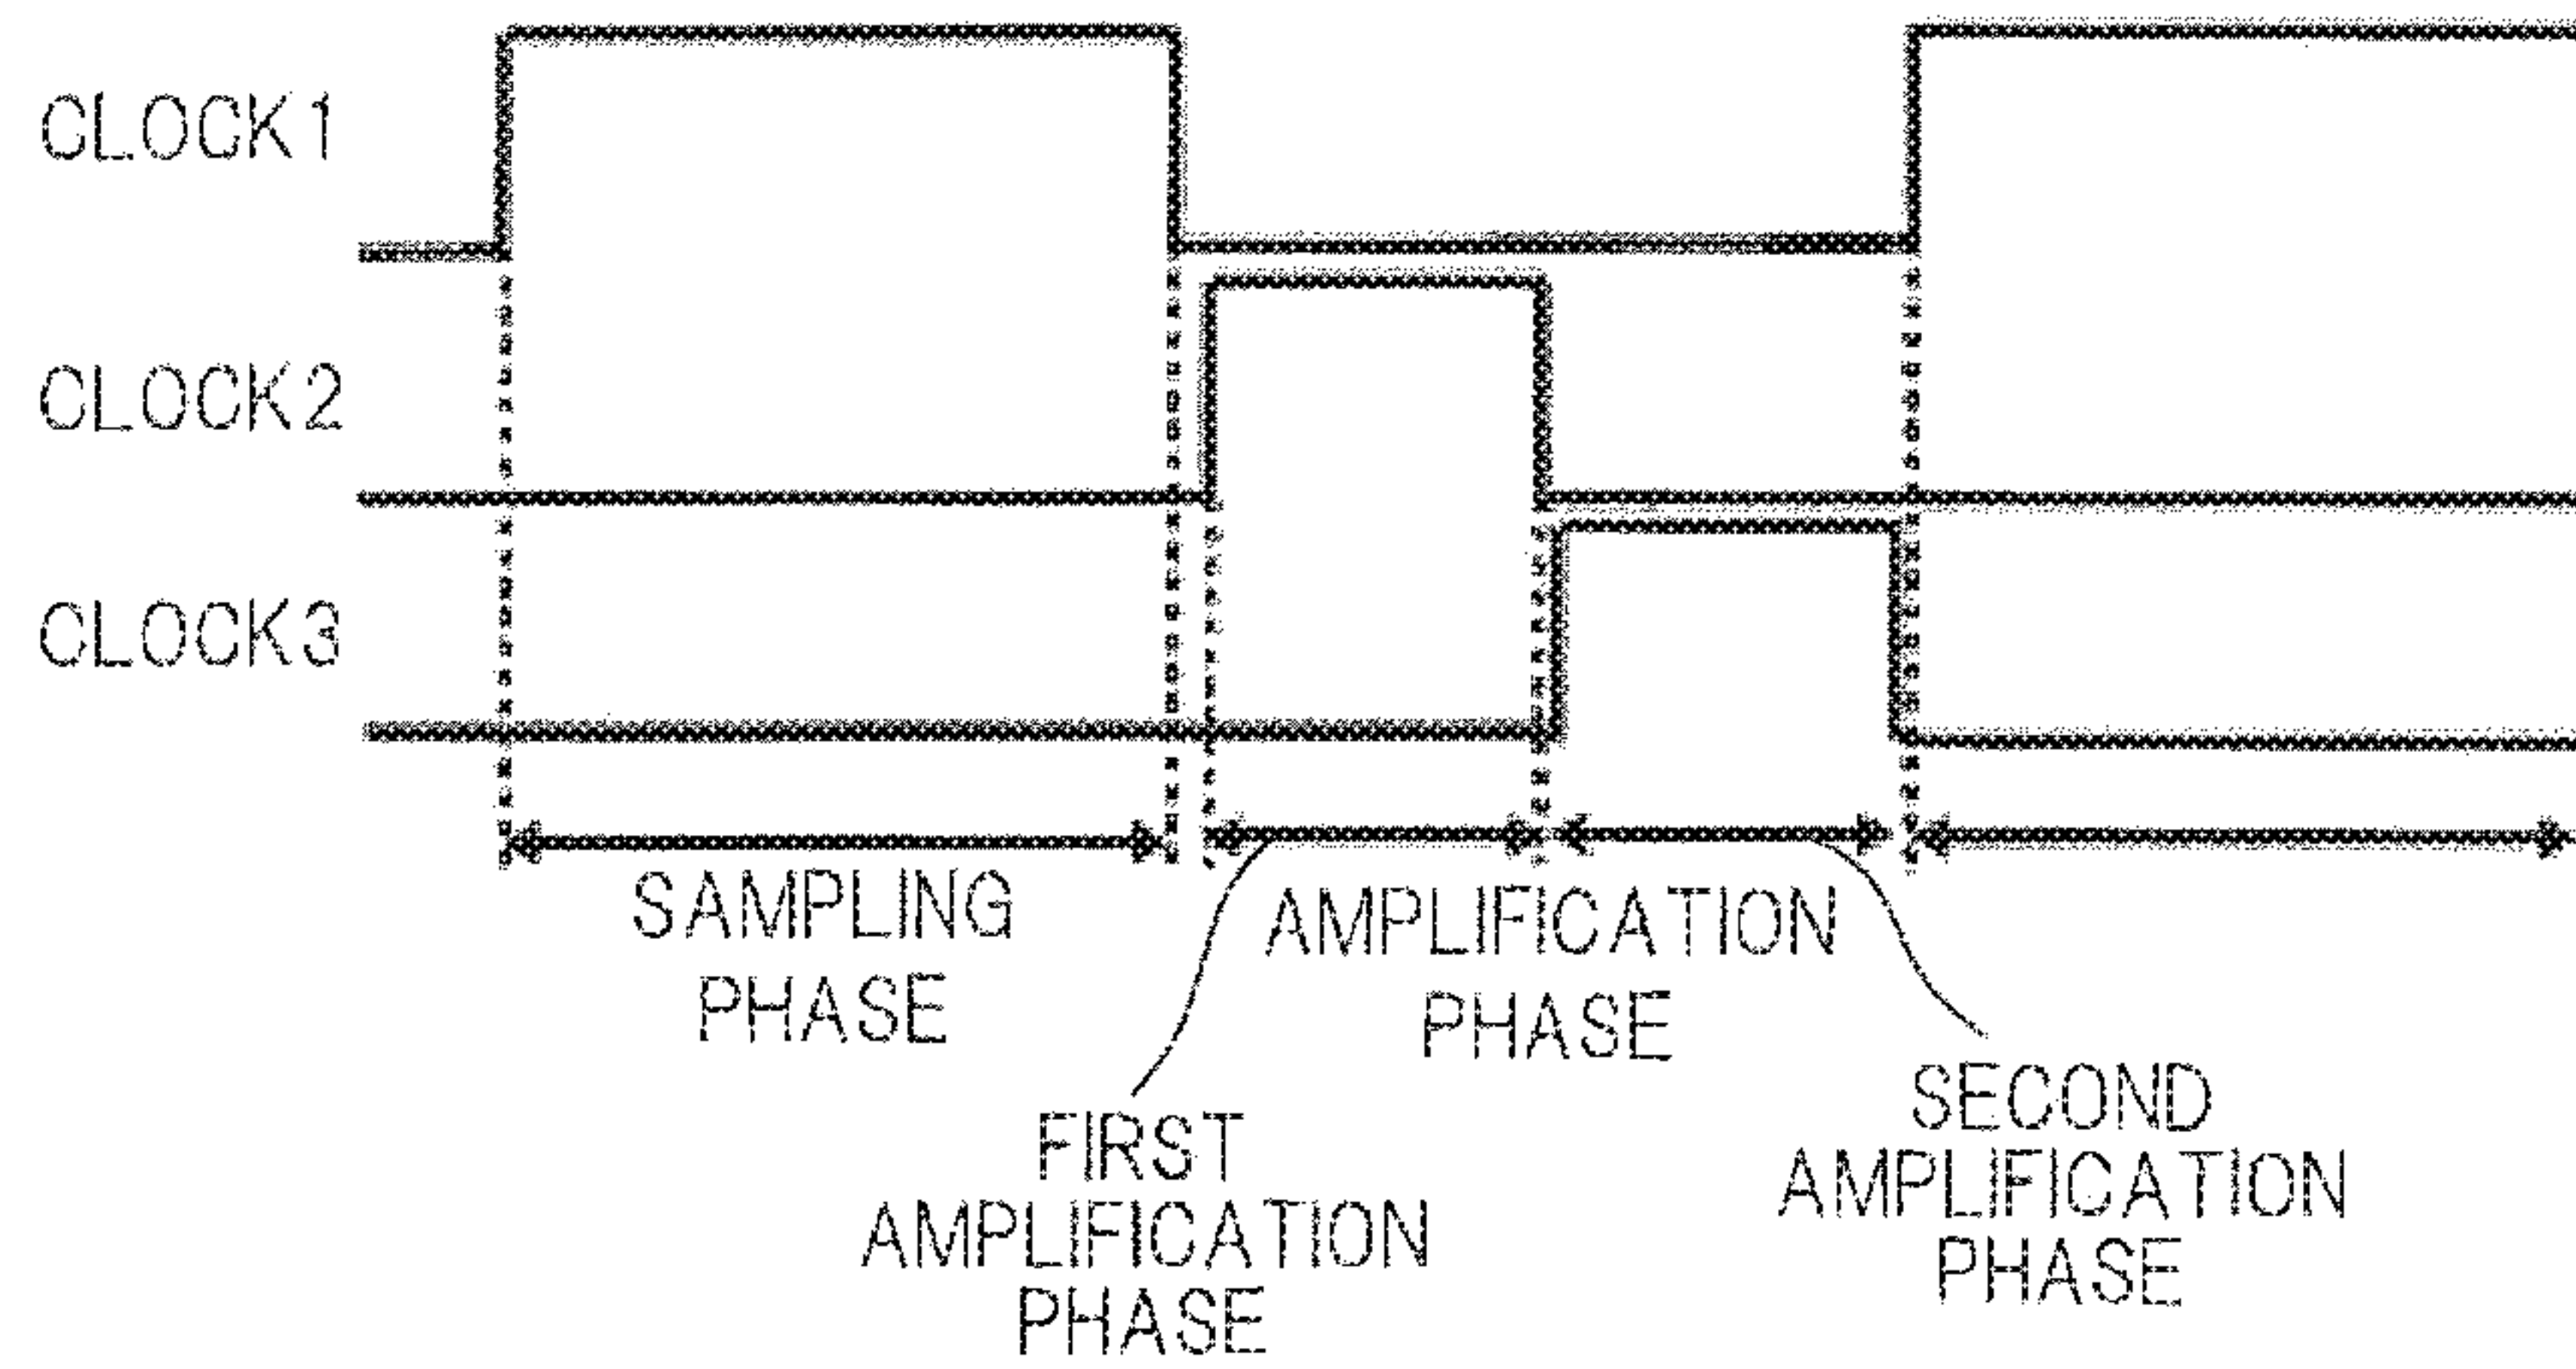 CLOCK1
CLOCK2
CLOCK3
SAMPLING
PHASE
AMPLIFICATION
PHASE
FIRST
AMPLIFICATION
PHASE
SECOND
AMPLIFICATION
PHASE